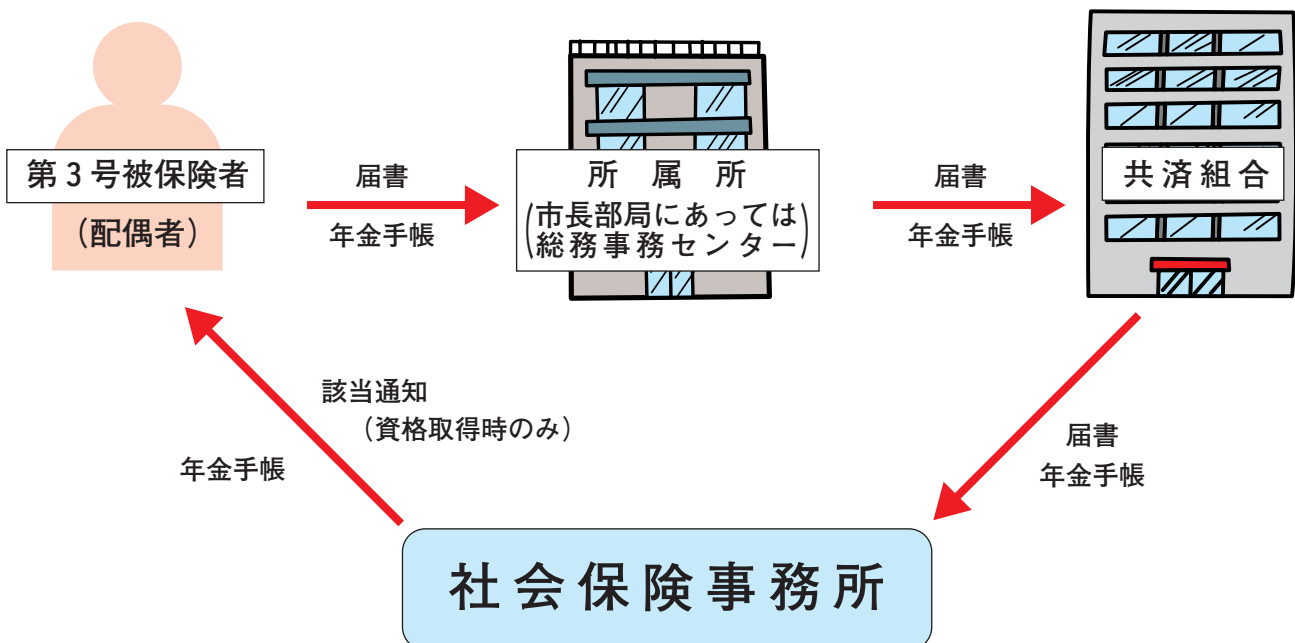 第3号被保険者
(配偶者)
届書
年金手帳
所属所
(市長部局にあっては
総務事務センター)
届書
年金手帳
共済組合
該当通知
(資格取得時のみ)
年金手帳
届書
年金手帳
社会保険事務所